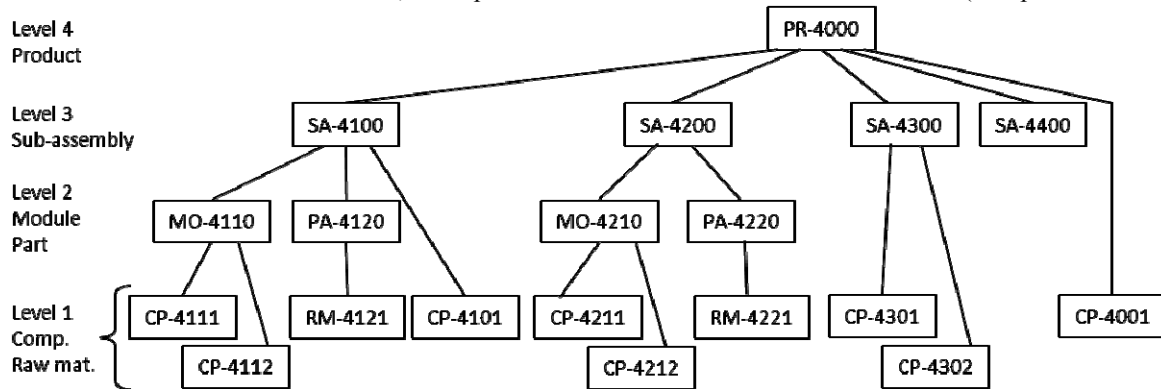 Level 4
Product
PR-4000
Level 3
Sub-assembly
SA-4100
SA-4200
SA-4300
SA-4400
Level 2
Module
Part
MO-4110
PA-4120
MO-4210
PA-4220
Level 1
Comp.
Raw mat.
CP-4111
RM-4121
CP-4101
CP-4211
RM-4221
CP-4301
CP-4001
CP-4112
CP-4212
CP-4302